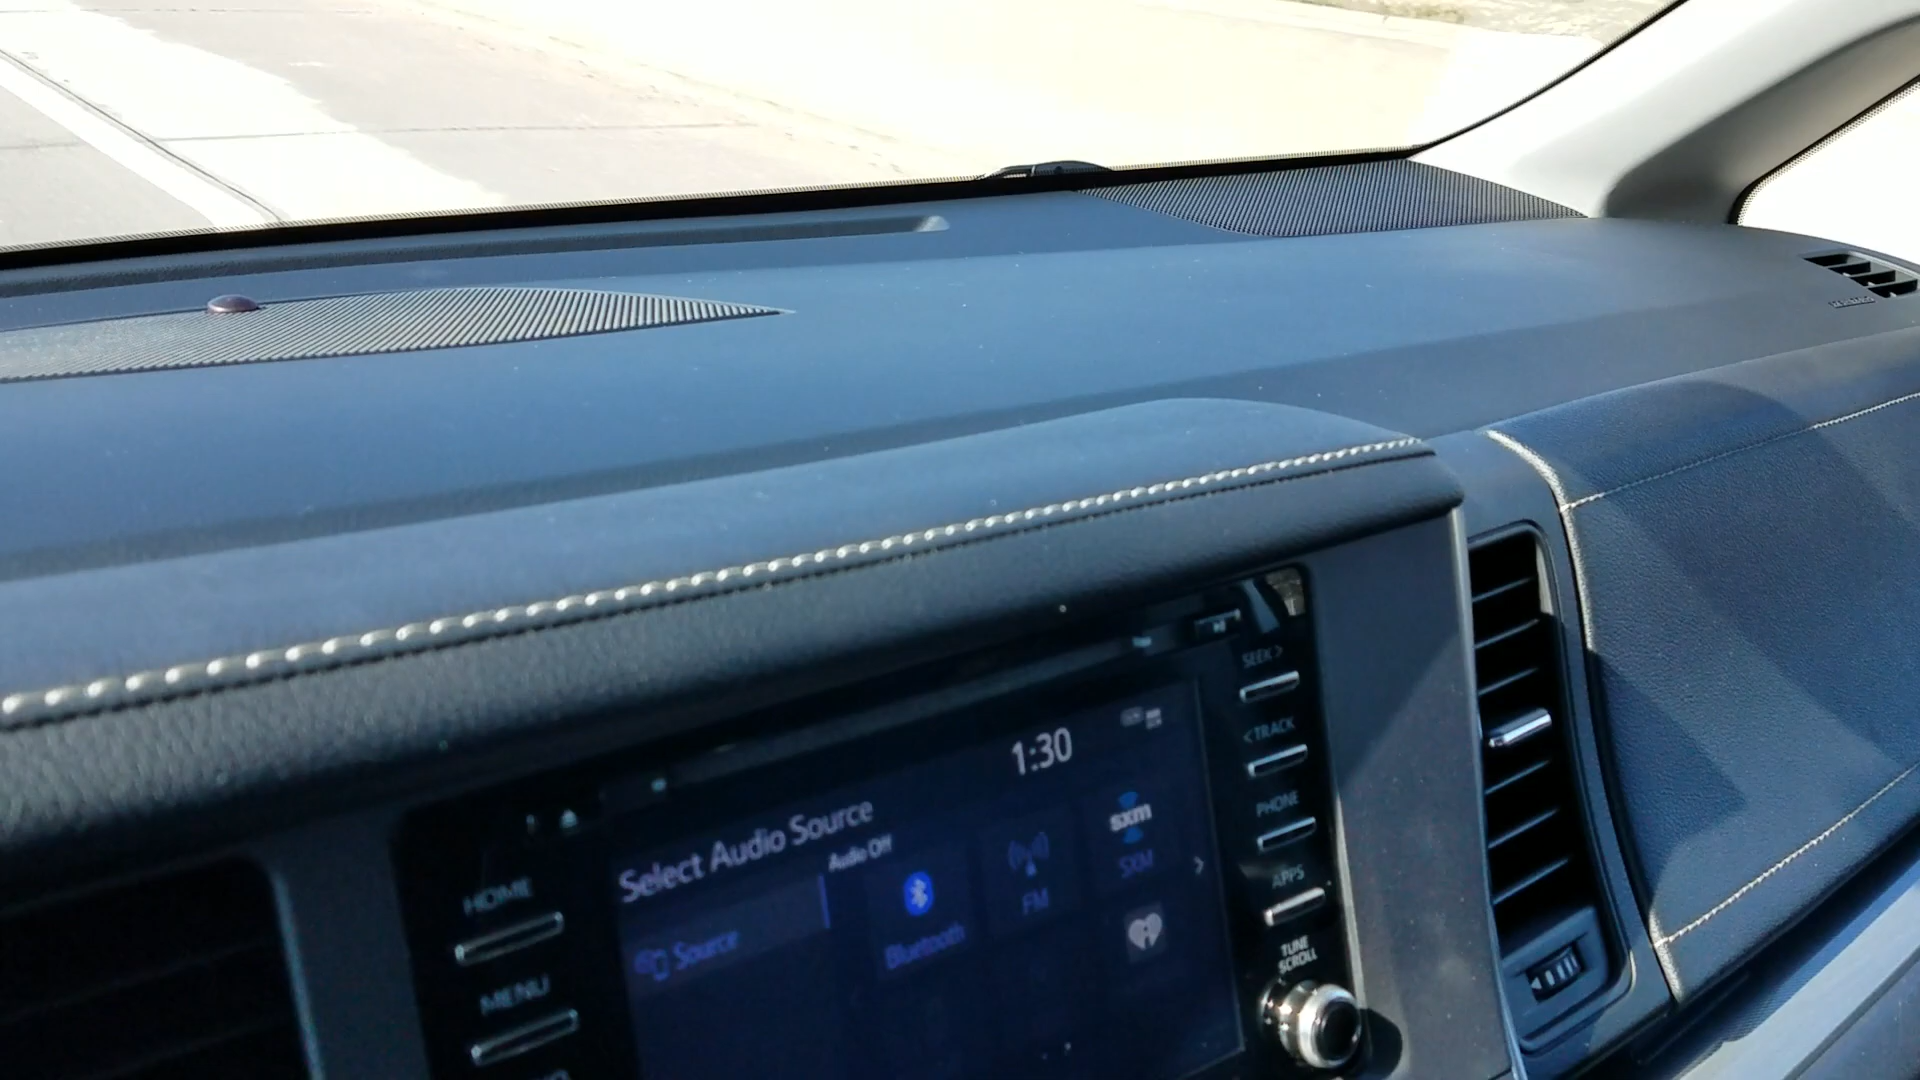 SEEK >
< TRACK
PHONE
APPS
TUNE
SCROLL
HOME
MENU
1:30
Select Audio Source
Audio Off
Source
Bluetooth
FM
sxm
SXM